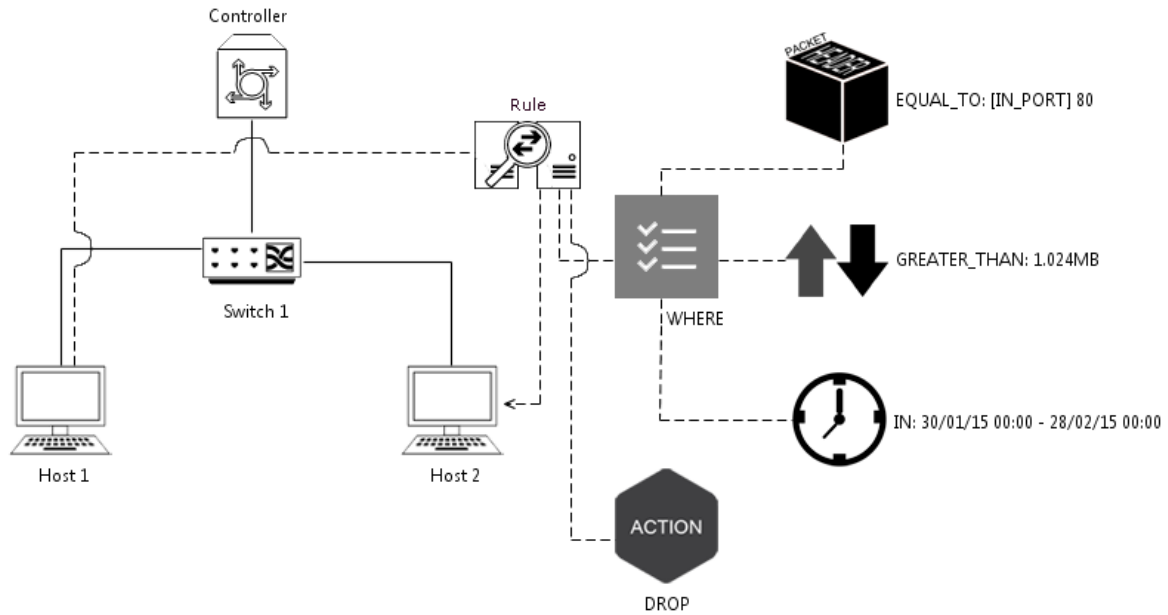 Controller
PACKET
HEADER
EQUAL_TO: [IN_PORT] 80
Rule
GREATER_THAN: 1.024MB
Switch 1
WHERE
IN: 30/01/15 00:00 - 28/02/15 00:00
Host 1
Host 2
ACTION
DROP